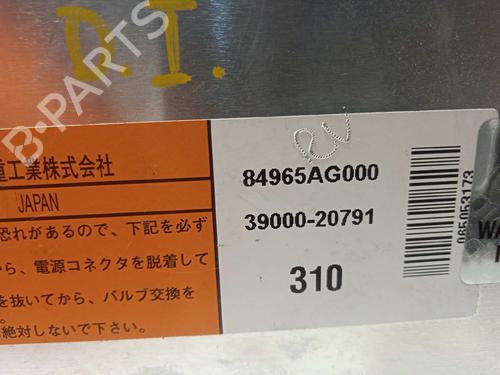 D.I.
B-PARTS
重工業株式会社
JAPAN
恐れがあるので、下記を必ず
から、電源コネクタを脱着して
を抜いてから、バルブ交換を
。
絶対しないで下さい。
84965AG000
39000-20791
310
065053173
WA